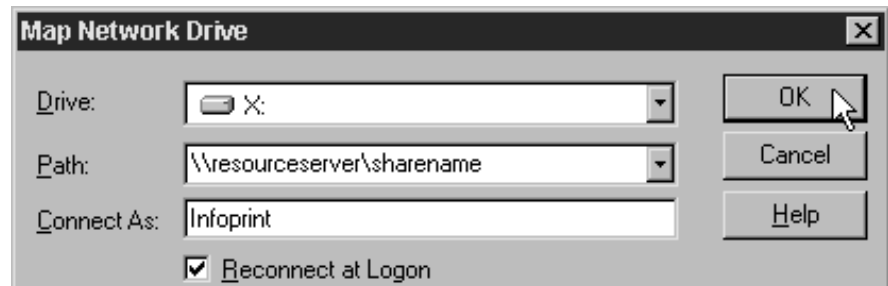 Map Network Drive
Drive: X: OK
Path: \\resourceserver\sharename Cancel
Connect As: Infoprint Help
Reconnect at Logon